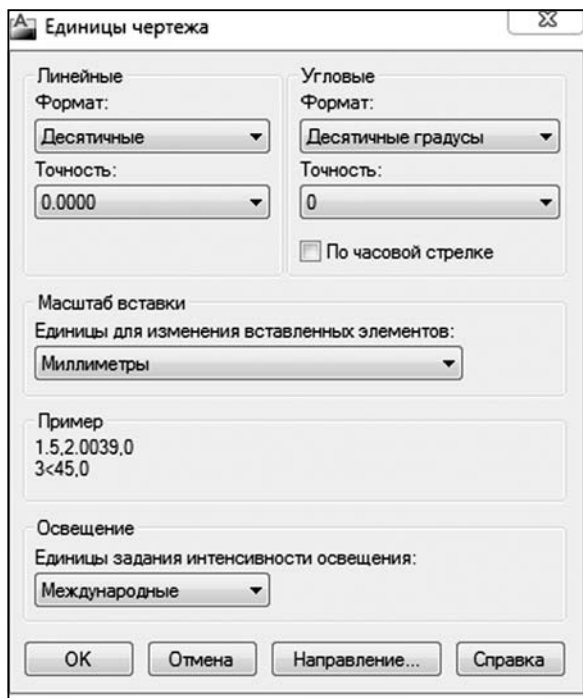 Единицы чертежа
Линейные
Формат:
Десятичные
Точность:
0.0000
Угловые
Формат:
Десятичные градусы
Точность:
0
По часовой стрелке
Масштаб вставки
Единицы для изменения вставленных элементов:
Миллиметры
Пример
1.5,2.0039,0
3<45,0
Освещение
Единицы задания интенсивности освещения:
Международные
OK Отмена Направление... Справка